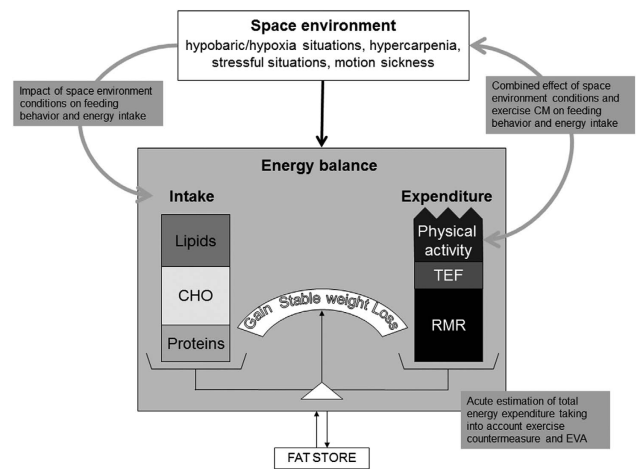 Space environment
hypobaric/hypoxia situations, hypercarpenia,
stressful situations, motion sickness
Impact of space environment
conditions on feeding
behavior and energy intake
Combined effect of space
environment conditions and
exercise CM on feeding
behavior and energy intake
Energy balance
Intake
Expenditure
Lipids
CHO
Proteins
Physical
activity
TEF
RMR
Gain Stable weight Loss
Acute estimation of total
energy expenditure taking
into account exercise
countermeasure and EVA
FAT STORE